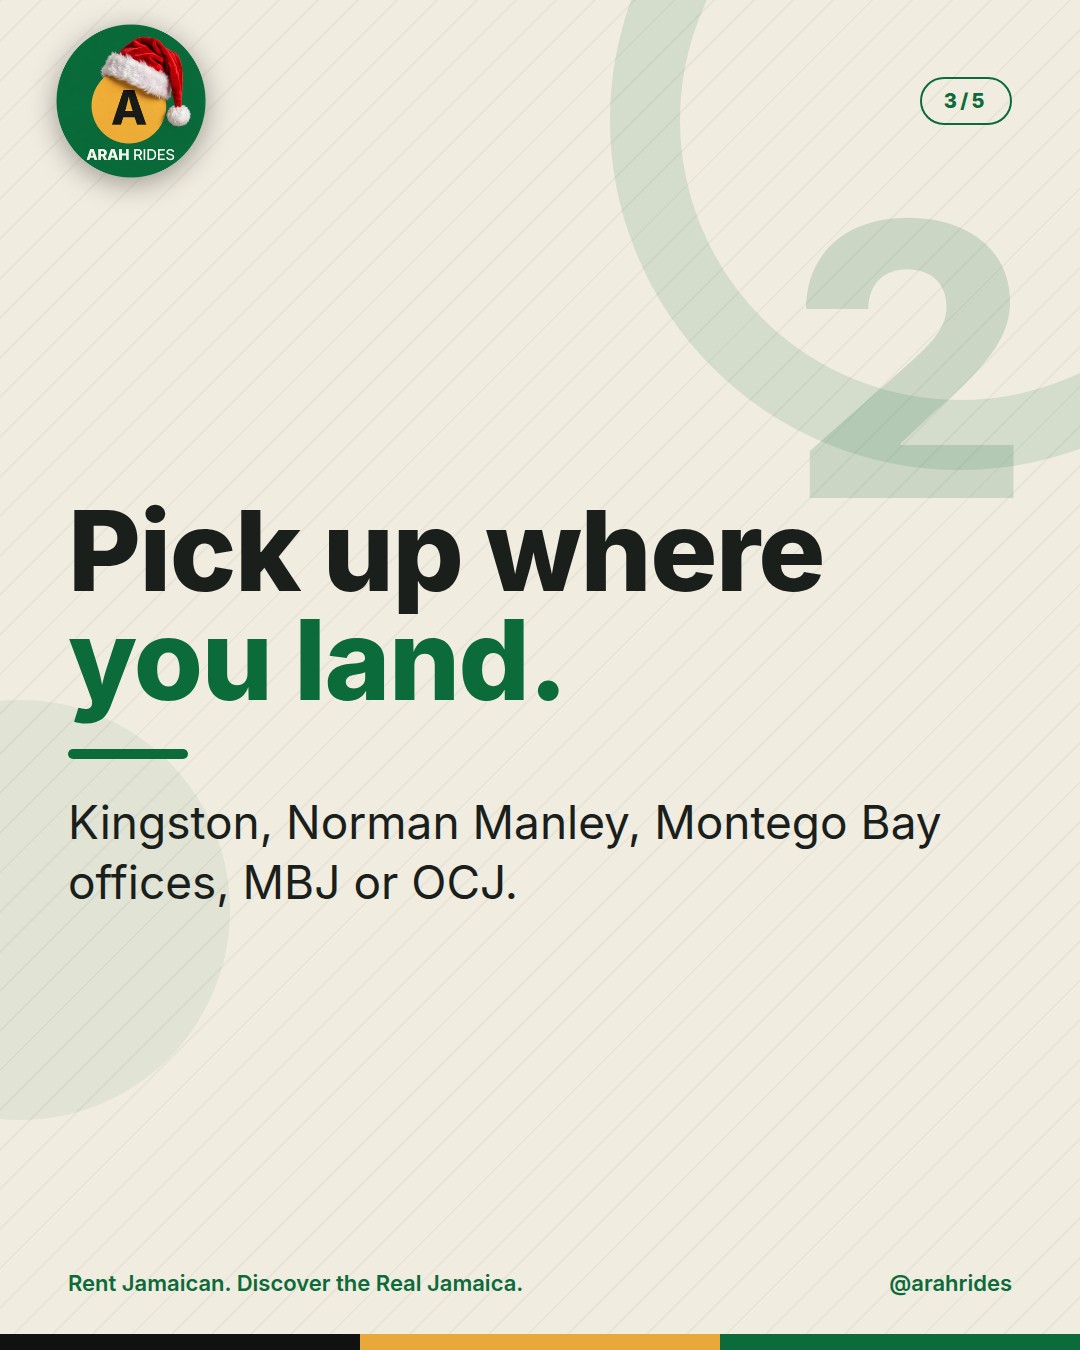 A
ARAH RIDES
3/5
2
Pick up where
you land.
Kingston, Norman Manley, Montego Bay
offices, MBJ or OCJ.
Rent Jamaican. Discover the Real Jamaica.
@arahrides